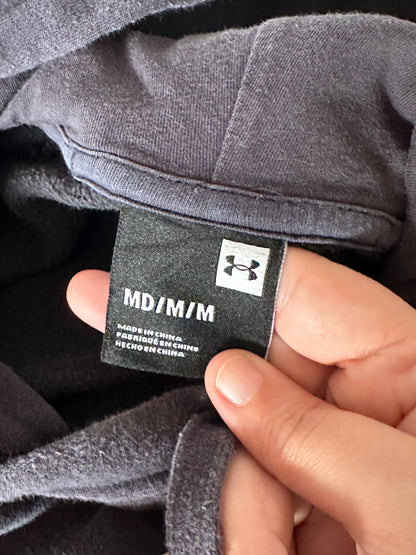 MD/M/M
MADE IN CHINA
FABRIQUÉ EN CHINE
HECHO EN CHINA